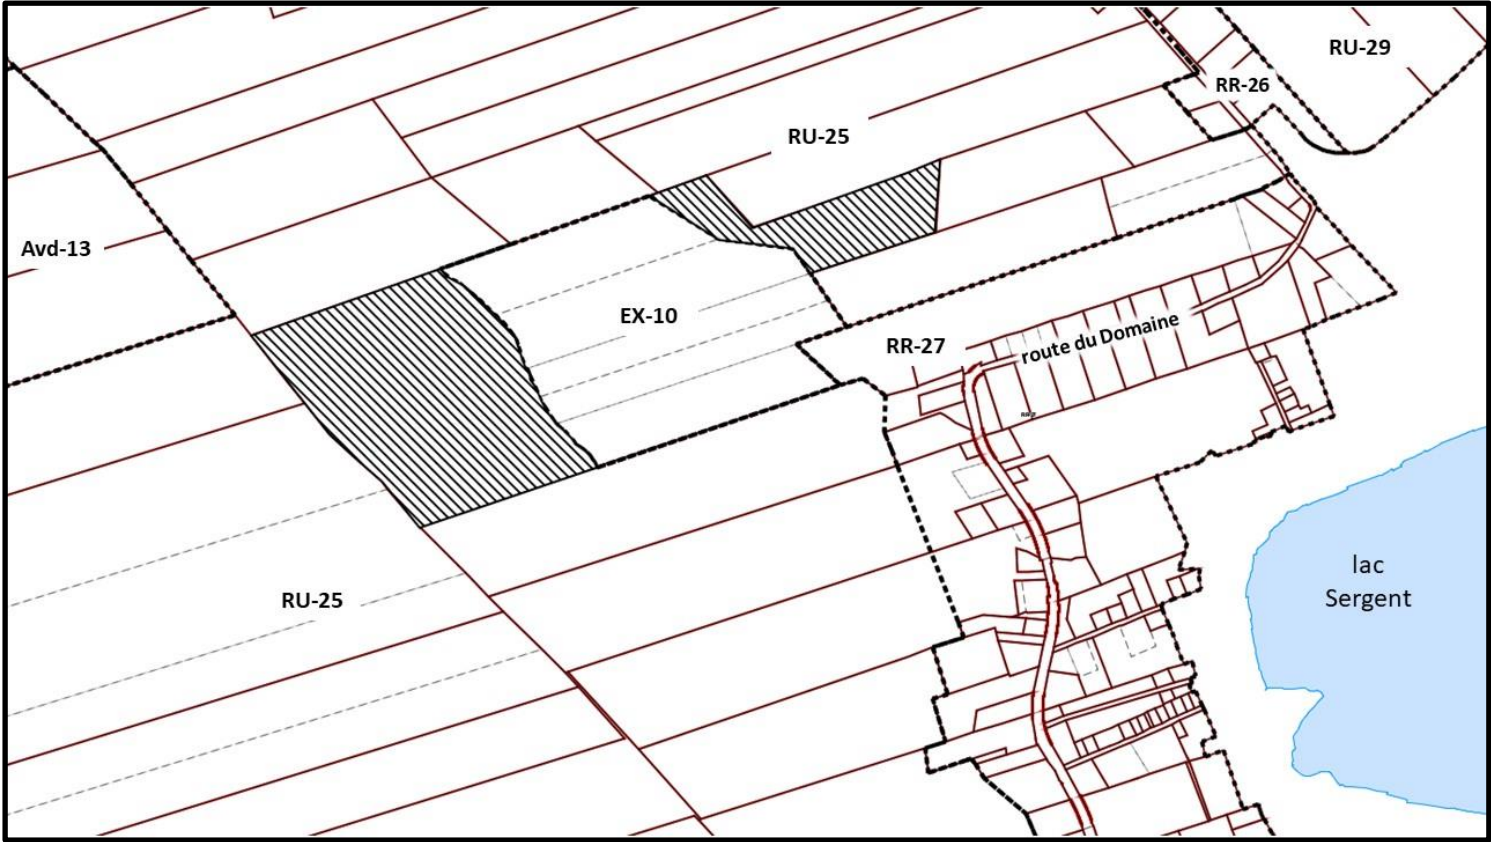 RU-29
RR-26
RU-25
Avd-13
EX-10
RR-27
route du Domaine
RU-25
lac
Sergent